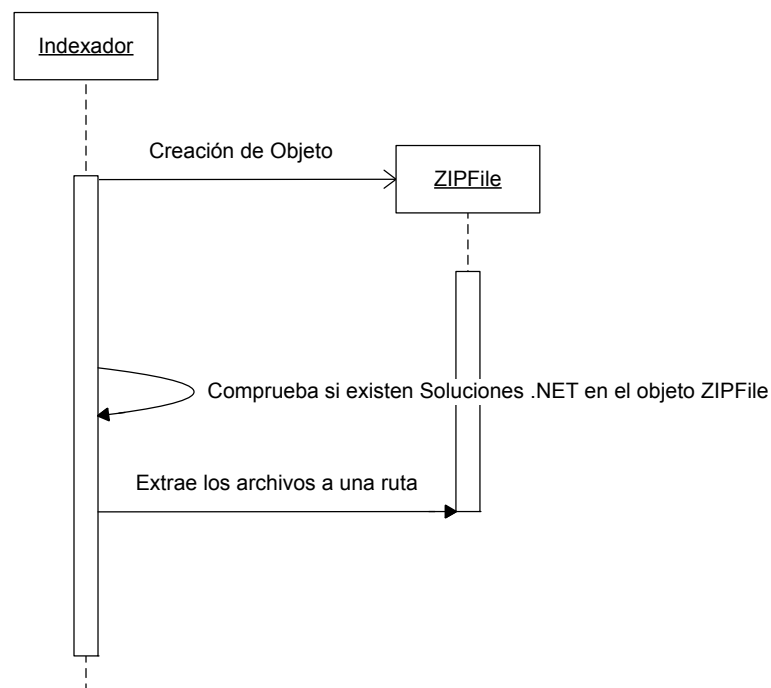 Indexador
Creación de Objeto
ZIPFile
Comprueba si existen Soluciones .NET en el objeto ZIPFile
Extrae los archivos a una ruta